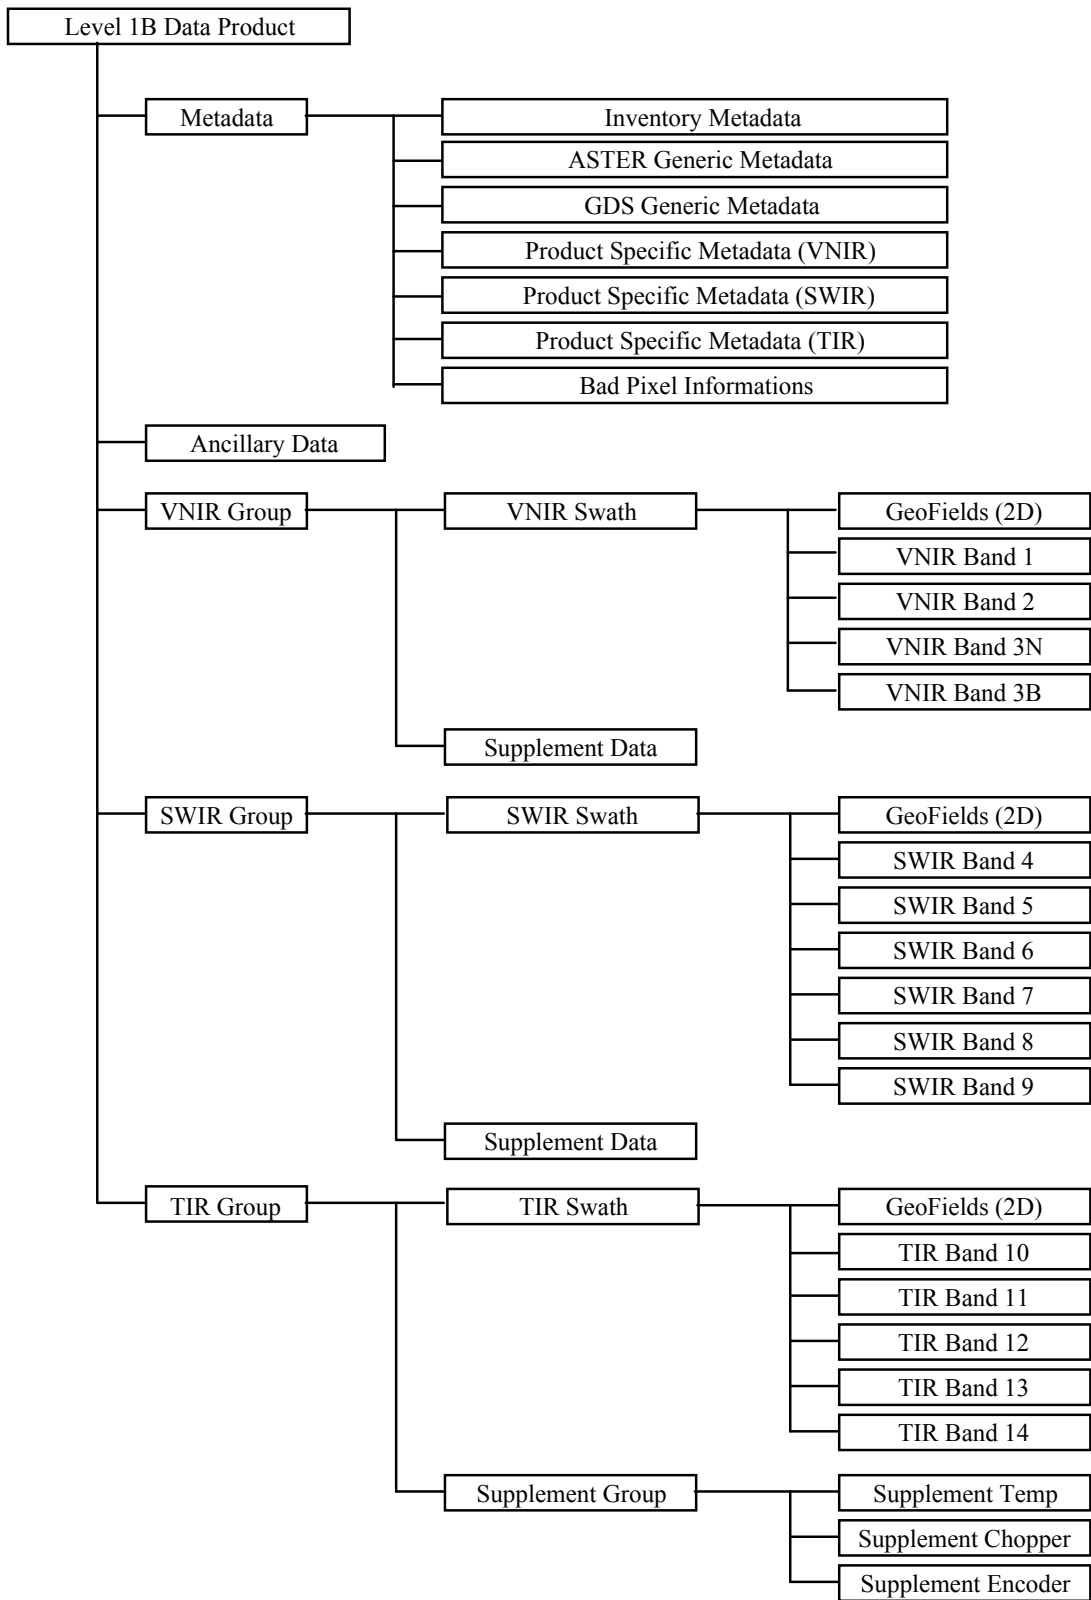 Level 1B Data Product
Metadata
Inventory Metadata
ASTER Generic Metadata
GDS Generic Metadata
Product Specific Metadata (VNIR)
Product Specific Metadata (SWIR)
Product Specific Metadata (TIR)
Bad Pixel Informations
Ancillary Data
VNIR Group
VNIR Swath
GeoFields (2D)
VNIR Band 1
VNIR Band 2
VNIR Band 3N
VNIR Band 3B
Supplement Data
SWIR Group
SWIR Swath
GeoFields (2D)
SWIR Band 4
SWIR Band 5
SWIR Band 6
SWIR Band 7
SWIR Band 8
SWIR Band 9
Supplement Data
TIR Group
TIR Swath
GeoFields (2D)
TIR Band 10
TIR Band 11
TIR Band 12
TIR Band 13
TIR Band 14
Supplement Group
Supplement Temp
Supplement Chopper
Supplement Encoder